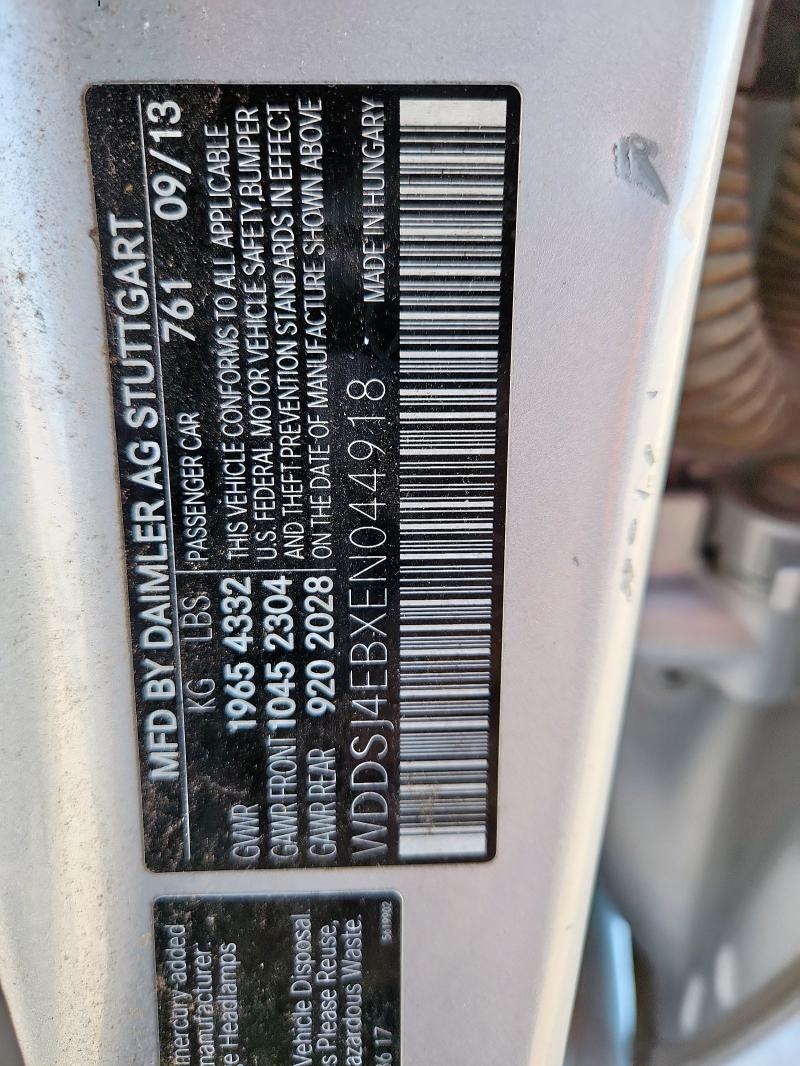 MFD BY DAIMLER AG STUTTGART
KG LBS PASSENGER CAR 761 09/13
GVWR 1965 4332 THIS VEHICLE CONFORMS TO ALL APPLICABLE
GAWR FRONT 1045 2304 U.S. FEDERAL MOTOR VEHICLE SAFETY, BUMPER
GAWR REAR 920 2028 AND THEFT PREVENTION STANDARDS IN EFFECT
ON THE DATE OF MANUFACTURE SHOWN ABOVE
WDDSJ4EBXEN044918 MADE IN HUNGARY
mercury-added
manufacturer:
Headlamps
Vehicle Disposal.
Please Reuse,
Waste.
17